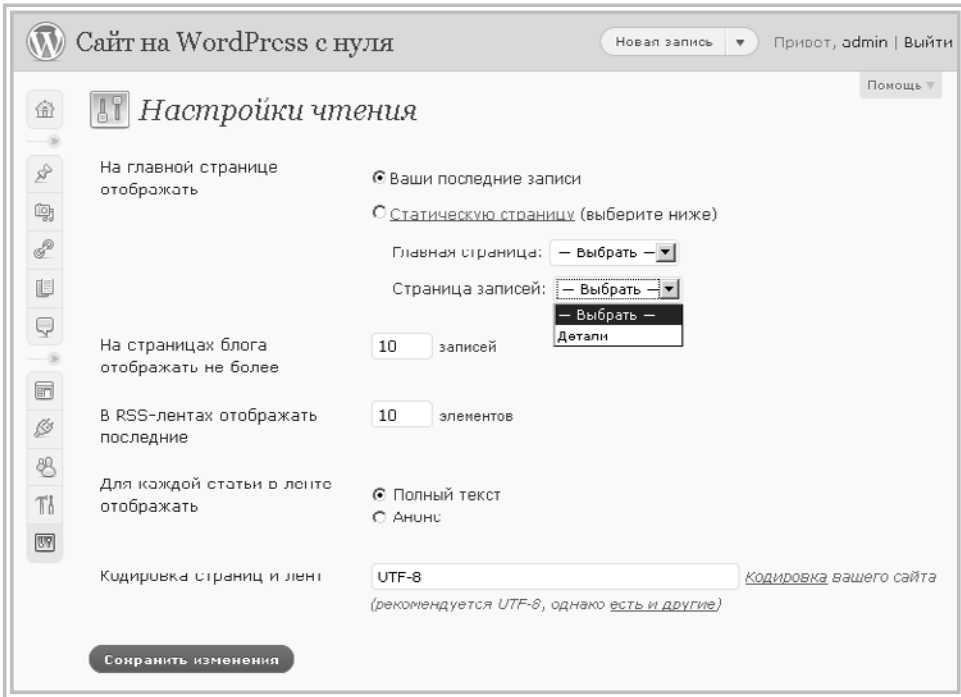 Сайт на WordPress с нуля
Новая запись
Привет, admin | Выйти
Помощь
Настройки чтения
На главной странице
отображать
Ваши последние записи
Статическую страницу (выберите ниже)
Главная страница: — Выбрать —
Страница записей: — Выбрать —
— Выбрать —
Детали
На страницах блога
отображать не более
10 записей
В RSS-лентах отображать
последние
10 элементов
Для каждой статьи в ленте
отображать
Полный текст
Анонс
Кодировка страниц и лент
UTF-8 Кодировка вашего сайта
(рекомендуется UTF-8, однако есть и другие)
Сохранить изменения